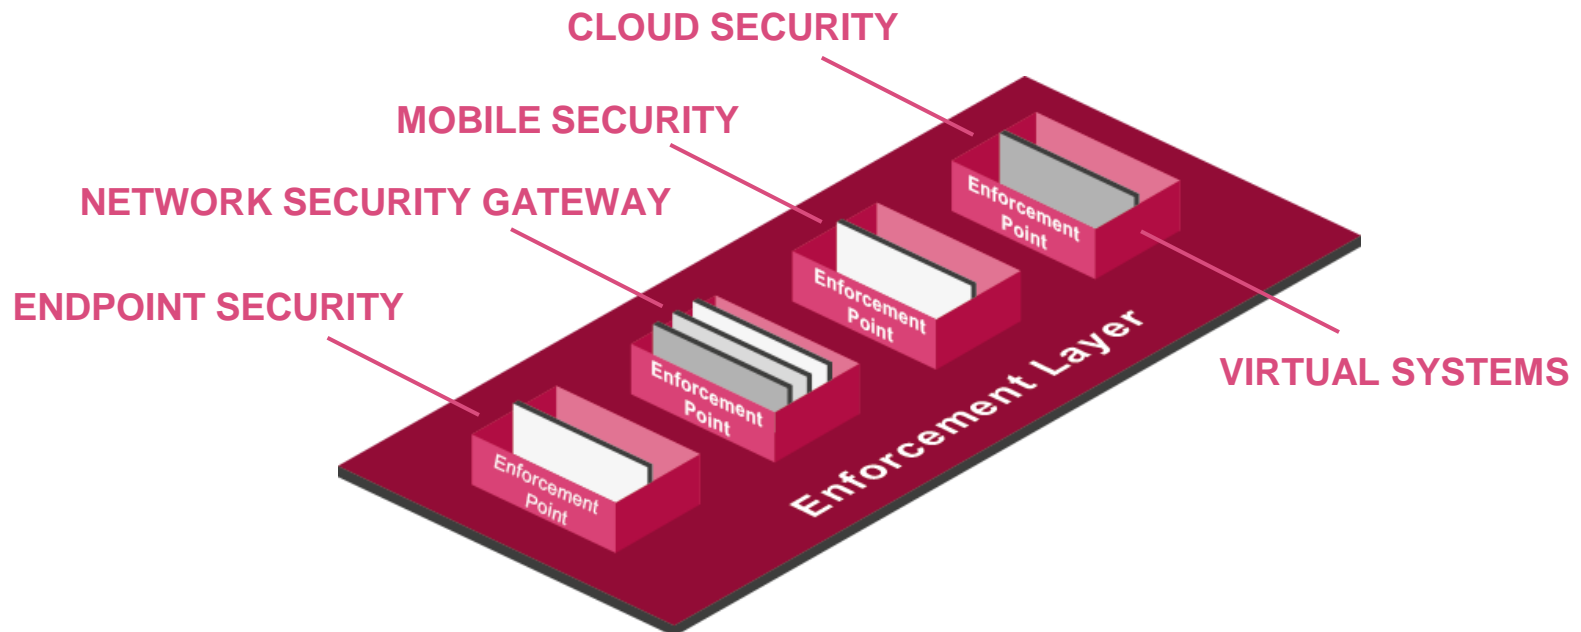 CLOUD SECURITY
MOBILE SECURITY
NETWORK SECURITY GATEWAY
ENDPOINT SECURITY
VIRTUAL SYSTEMS
Enforcement
Point
Enforcement
Point
Enforcement
Point
Enforcement
Point
Enforcement Layer